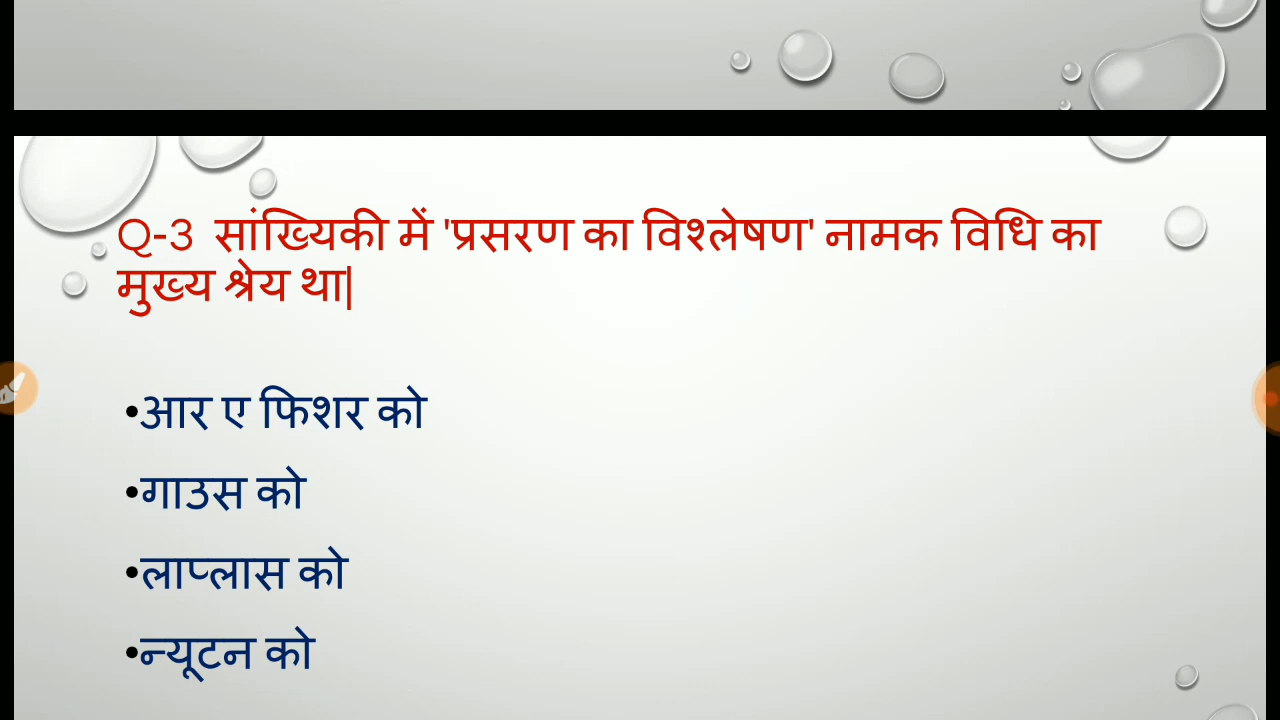 Q-3 सांख्यिकी में 'प्रसरण का विश्लेषण' नामक विधि का
मुख्य श्रेय था|
•आर ए फिशर को
•गाउस को
•लाप्लास को
•न्यूटन को